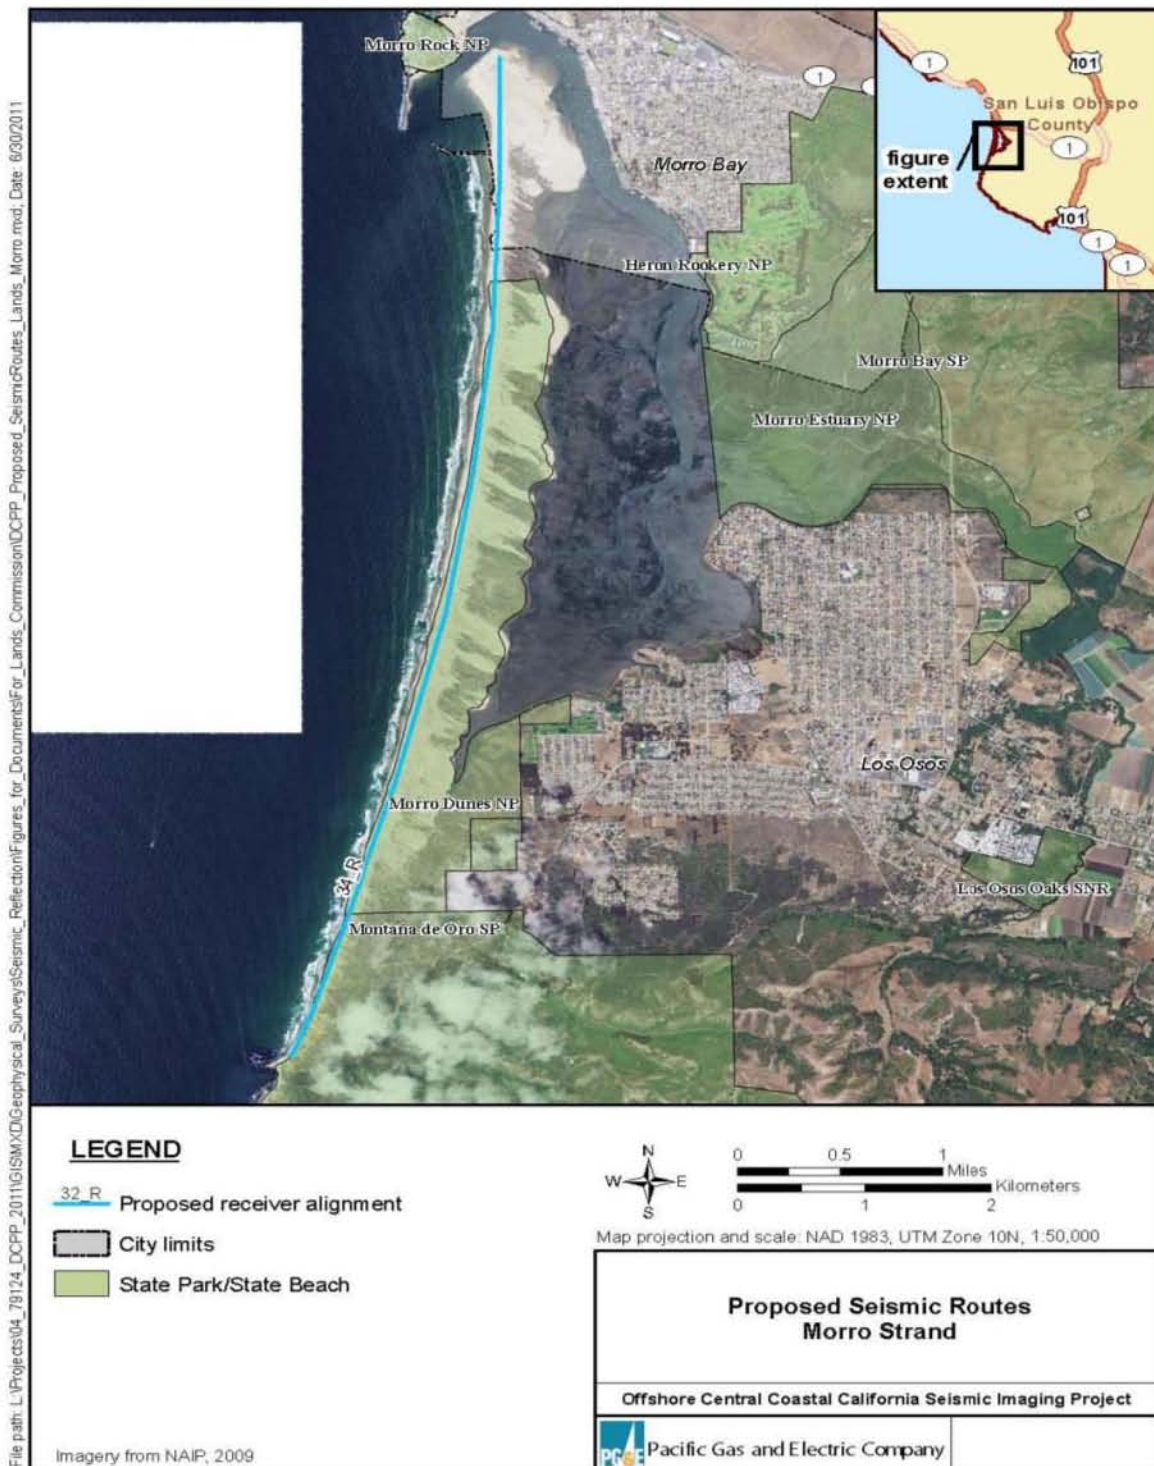 File path: L:\Projects\04_79124_DCPP_2011\GIS\MXD\Geophysical_Surveys\Seismic_Reflection\Figures_for_Documents\For_Lands_Commission\DCPP_Proposed_SeismicRoutes_Lands_Morro.mxd; Date: 6/30/2011
Morro Rock NP
1
Morro Bay
Heron Rookery NP
Morro Bay SP
Morro Estuary NP
Los Osos
Morro Dunes NP
34_R
Los Osos Oaks SNR
Montana de Oro SP
1
101
San Luis Obispo
County
1
figure
extent
101
1
1
LEGEND
32_R
Proposed receiver alignment
City limits
State Park/State Beach
Imagery from NAIP, 2009
N
W
E
S
0
0.5
1
Miles
Kilometers
0
1
2
Map projection and scale: NAD 1983, UTM Zone 10N, 1:50,000
Proposed Seismic Routes
Morro Strand
Offshore Central Coastal California Seismic Imaging Project
PG&E
Pacific Gas and Electric Company